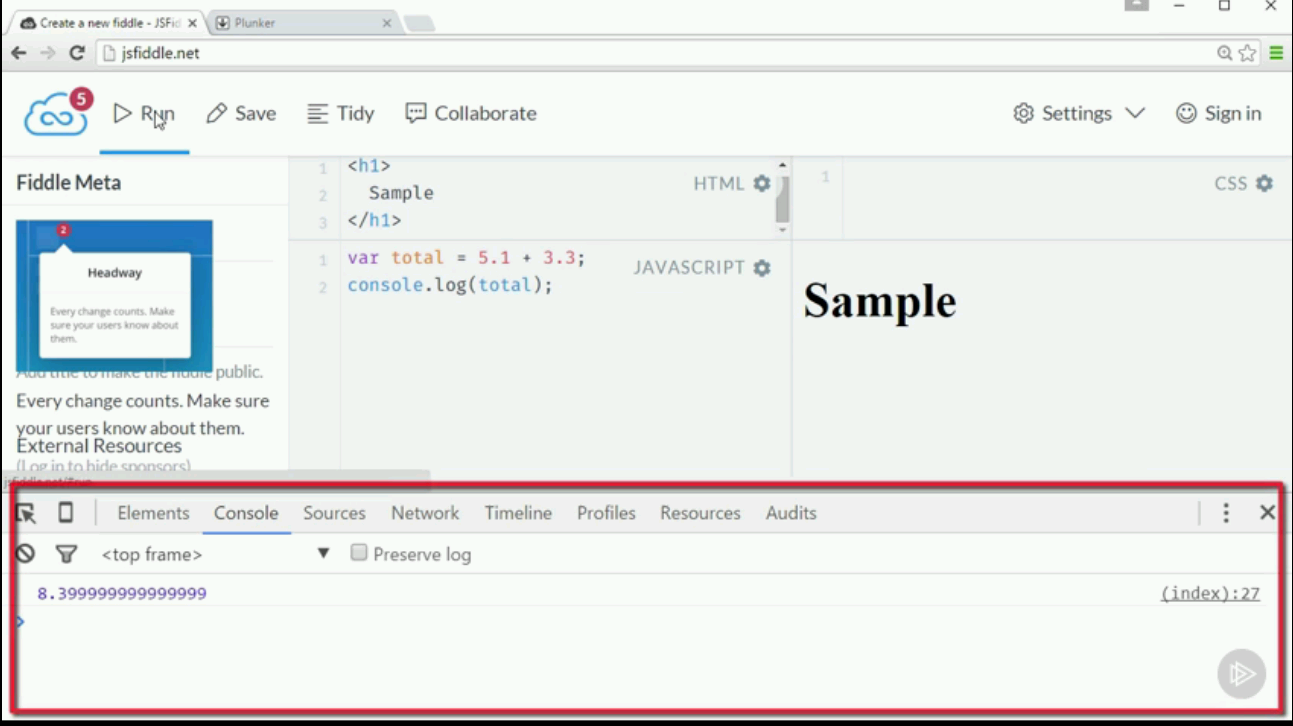 Create a new fiddle - JSFid
Plunker
jsfiddle.net
5
Run Save Tidy Collaborate
Settings Sign in
Fiddle Meta
2
Headway
Every change counts. Make
sure your users know about
them.
Add title to make the fiddle public.
Every change counts. Make sure
your users know about them.
External Resources
(Log in to hide sponsors)
1 <h1>
2 Sample
3 </h1>
HTML
1
CSS
1 var total = 5.1 + 3.3;
2 console.log(total);
JAVASCRIPT
Sample
Elements Console Sources Network Timeline Profiles Resources Audits
<top frame> ▼ Preserve log
8.399999999999999 (index):27
>